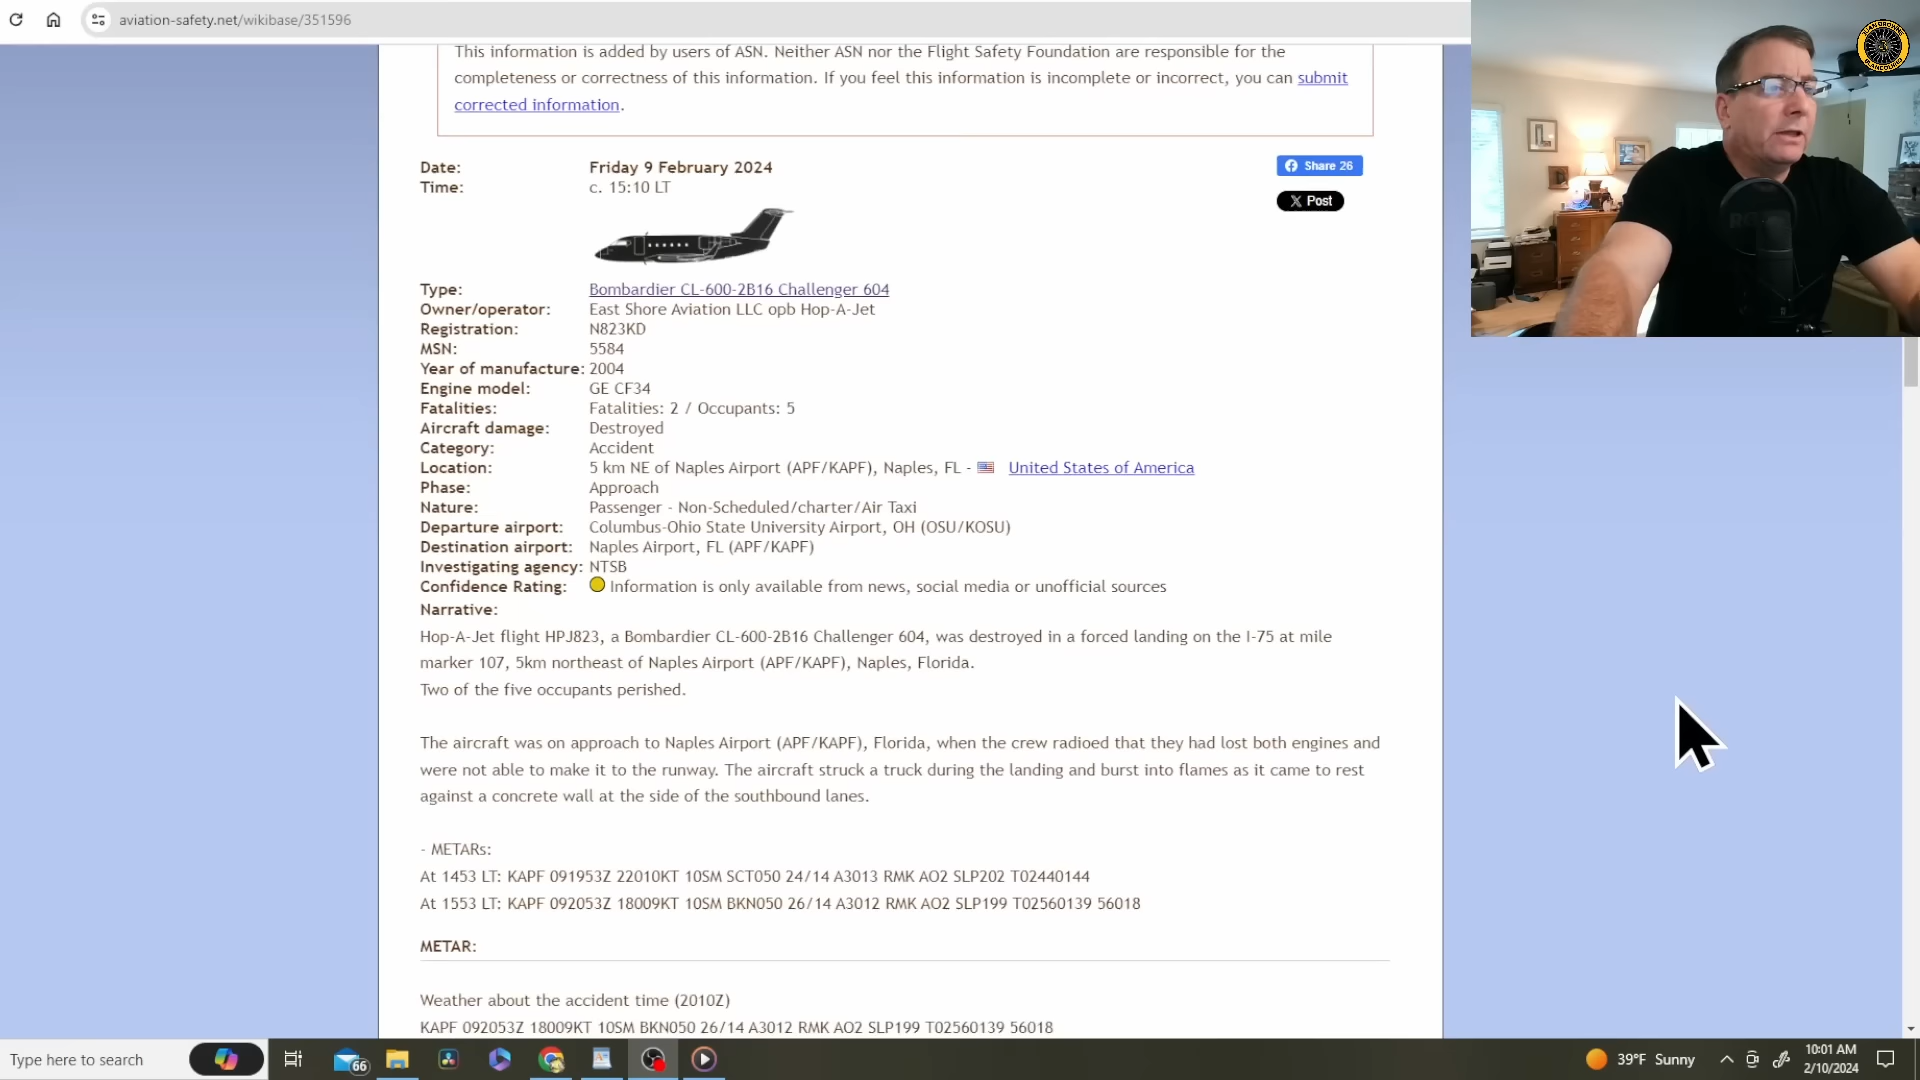 aviation-safety.net/wikibase/351596
This information is added by users of ASN. Neither ASN nor the Flight Safety Foundation are responsible for the
completeness or correctness of this information. If you feel this information is incomplete or incorrect, you can submit
corrected information.
Date: Friday 9 February 2024
Time: c. 15:10 LT
Share 26
Post
Type: Bombardier CL-600-2B16 Challenger 604
Owner/operator: East Shore Aviation LLC opb Hop-A-Jet
Registration: N823KD
MSN: 5584
Year of manufacture: 2004
Engine model: GE CF34
Fatalities: Fatalities: 2 / Occupants: 5
Aircraft damage: Destroyed
Category: Accident
Location: 5 km NE of Naples Airport (APF/KAPF), Naples, FL - United States of America
Phase: Approach
Nature: Passenger - Non-Scheduled/charter/Air Taxi
Departure airport: Columbus-Ohio State University Airport, OH (OSU/KOSU)
Destination airport: Naples Airport, FL (APF/KAPF)
Investigating agency: NTSB
Confidence Rating: Information is only available from news, social media or unofficial sources
Narrative:
Hop-A-Jet flight HPJ823, a Bombardier CL-600-2B16 Challenger 604, was destroyed in a forced landing on the I-75 at mile
marker 107, 5km northeast of Naples Airport (APF/KAPF), Naples, Florida.
Two of the five occupants perished.
The aircraft was on approach to Naples Airport (APF/KAPF), Florida, when the crew radioed that they had lost both engines and
were not able to make it to the runway. The aircraft struck a truck during the landing and burst into flames as it came to rest
against a concrete wall at the side of the southbound lanes.
- METARs:
At 1453 LT: KAPF 091953Z 22010KT 10SM SCT050 24/14 A3013 RMK AO2 SLP202 T02440144
At 1553 LT: KAPF 092053Z 18009KT 10SM BKN050 26/14 A3012 RMK AO2 SLP199 T02560139 56018
METAR:
Weather about the accident time (2010Z)
KAPF 092053Z 18009KT 10SM BKN050 26/14 A3012 RMK AO2 SLP199 T02560139 56018
Type here to search
66
39°F Sunny
10:01 AM
2/10/2024